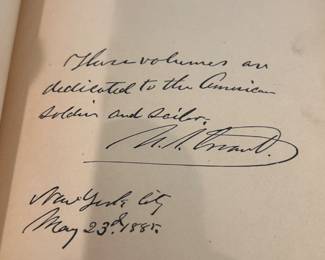 These volumes are
dedicated to the American
soldier and sailor.
U. S. Grant.
New York City
May 23d 1885.